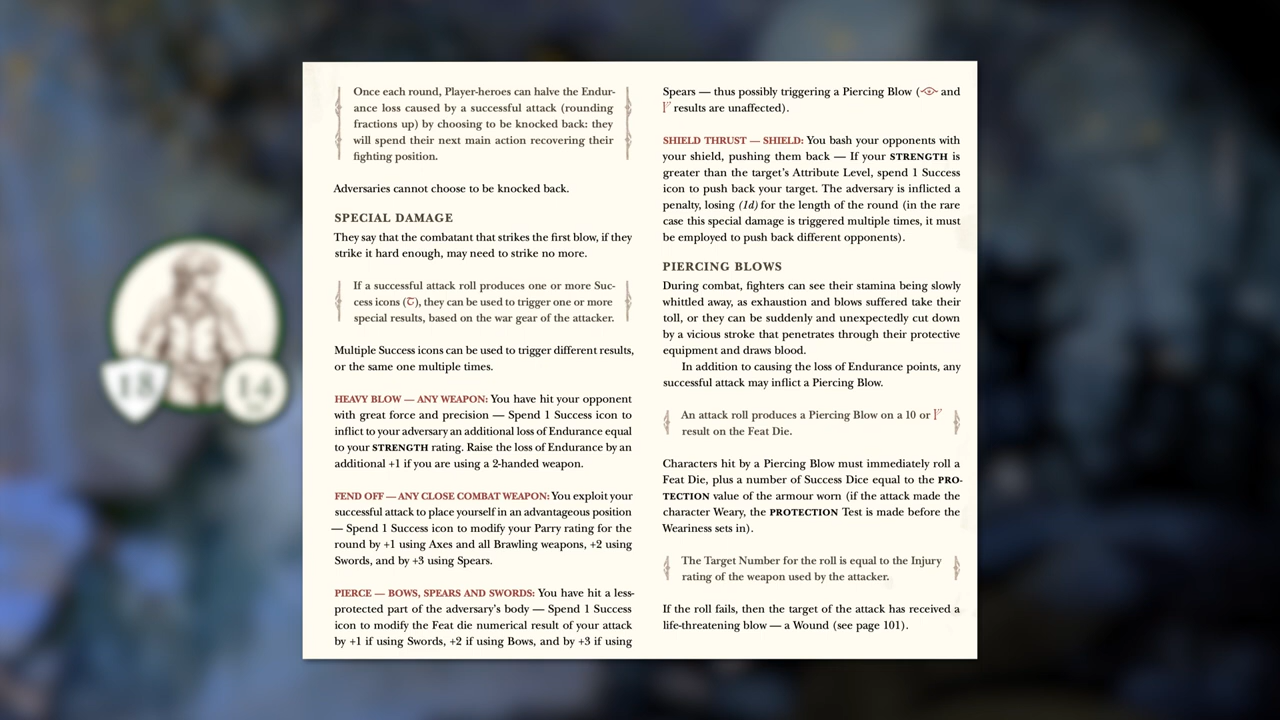 Once each round, Player-heroes can halve the Endur-
ance loss caused by a successful attack (rounding
fractions up) by choosing to be knocked back: they
will spend their next main action recovering their
fighting position.
Adversaries cannot choose to be knocked back.
SPECIAL DAMAGE
They say that the combatant that strikes the first blow, if they
strike it hard enough, may need to strike no more.
If a successful attack roll produces one or more Suc-
cess icons (), they can be used to trigger one or more
special results, based on the war gear of the attacker.
Multiple Success icons can be used to trigger different results,
or the same one multiple times.
HEAVY BLOW — ANY WEAPON: You have hit your opponent
with great force and precision — Spend 1 Success icon to
inflict to your adversary an additional loss of Endurance equal
to your STRENGTH rating. Raise the loss of Endurance by an
additional +1 if you are using a 2-handed weapon.
FEND OFF — ANY CLOSE COMBAT WEAPON: You exploit your
successful attack to place yourself in an advantageous position
— Spend 1 Success icon to modify your Parry rating for the
round by +1 using Axes and all Brawling weapons, +2 using
Swords, and by +3 using Spears.
PIERCE — BOWS, SPEARS AND SWORDS: You have hit a less-
protected part of the adversary's body — Spend 1 Success
icon to modify the Feat die numerical result of your attack
by +1 if using Swords, +2 if using Bows, and by +3 if using
Spears — thus possibly triggering a Piercing Blow ( and
results are unaffected).
SHIELD THRUST — SHIELD: You bash your opponents with
your shield, pushing them back — If your STRENGTH is
greater than the target's Attribute Level, spend 1 Success
icon to push back your target. The adversary is inflicted a
penalty, losing (1d) for the length of the round (in the rare
case this special damage is triggered multiple times, it must
be employed to push back different opponents).
PIERCING BLOWS
During combat, fighters can see their stamina being slowly
whittled away, as exhaustion and blows suffered take their
toll, or they can be suddenly and unexpectedly cut down
by a vicious stroke that penetrates through their protective
equipment and draws blood.
In addition to causing the loss of Endurance points, any
successful attack may inflict a Piercing Blow.
An attack roll produces a Piercing Blow on a 10 or
result on the Feat Die.
Characters hit by a Piercing Blow must immediately roll a
Feat Die, plus a number of Success Dice equal to the PRO-
TECTION value of the armour worn (if the attack made the
character Weary, the PROTECTION Test is made before the
Weariness sets in).
The Target Number for the roll is equal to the Injury
rating of the weapon used by the attacker.
If the roll fails, then the target of the attack has received a
life-threatening blow — a Wound (see page 101).
18
14